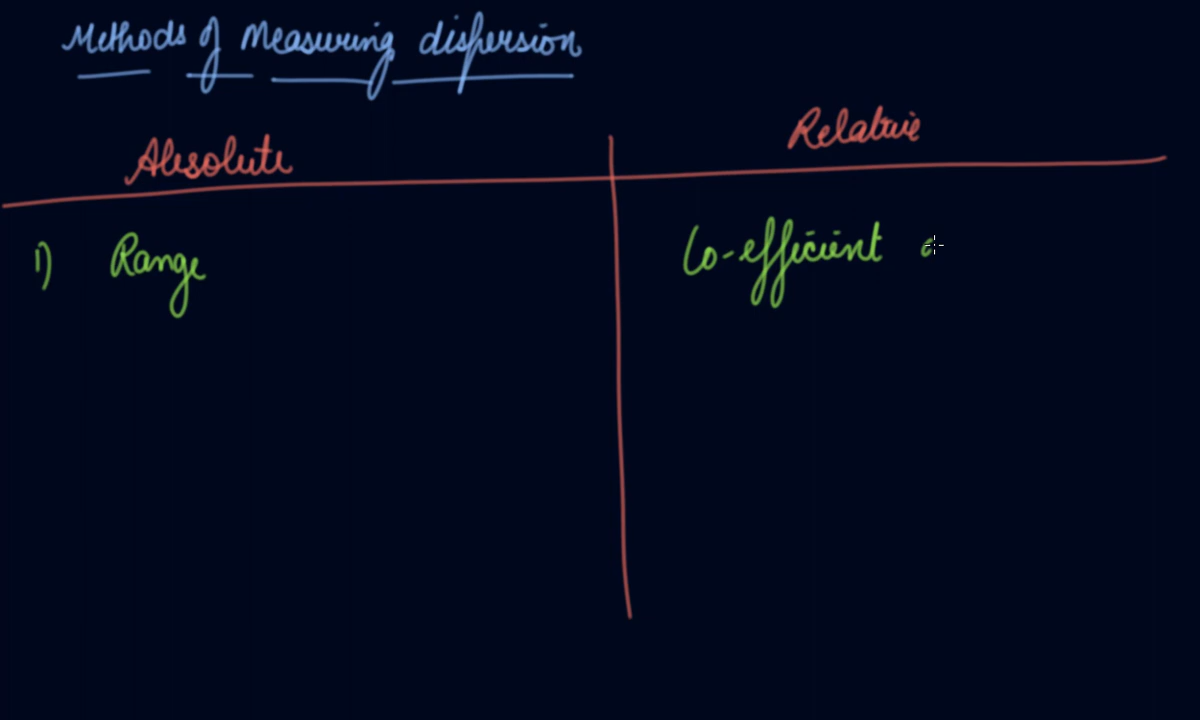 Methods of Measuring dispersion
Absolute
Relative
1) Range
Co-efficient o